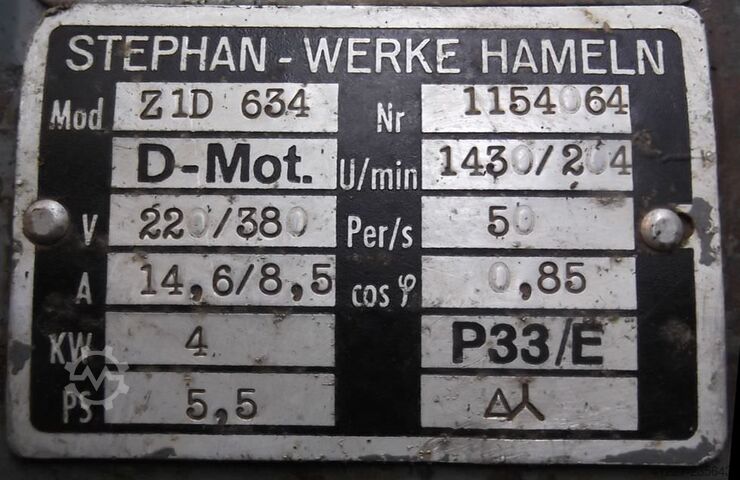 STEPHAN - WERKE HAMELN
Mod Z1D 634 Nr 1154064
D-Mot. U/min 1430/204
V 220/380 Per/s 50
A 14,6/8,5 cos φ 0,85
KW 4 P33/E
PS 5,5